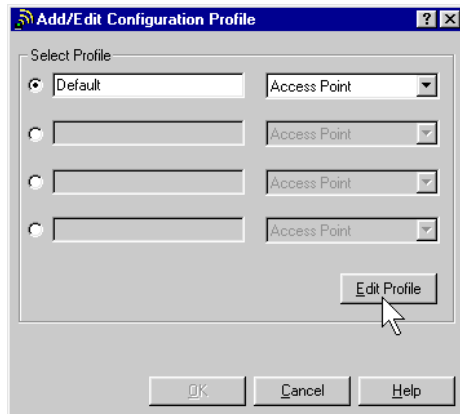 Add/Edit Configuration Profile
Select Profile
Default Access Point
Access Point
Access Point
Access Point
Edit Profile
OK Cancel Help